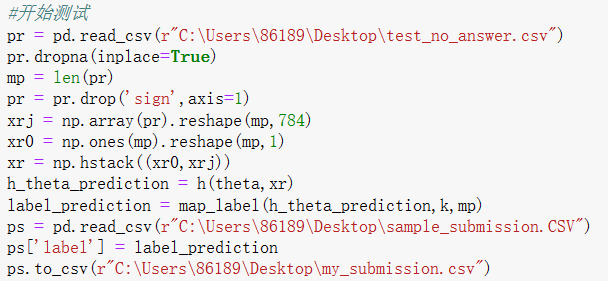 #开始测试
pr = pd.read_csv(r"C:\Users\86189\Desktop\test_no_answer.csv")
pr.dropna(inplace=True)
mp = len(pr)
pr = pr.drop('sign',axis=1)
xrj = np.array(pr).reshape(mp,784)
xr0 = np.ones(mp).reshape(mp,1)
xr = np.hstack((xr0,xrj))
h_theta_prediction = h(theta,xr)
label_prediction = map_label(h_theta_prediction,k,mp)
ps = pd.read_csv(r"C:\Users\86189\Desktop\sample_submission.CSV")
ps['label'] = label_prediction
ps.to_csv(r"C:\Users\86189\Desktop\my_submission.csv")